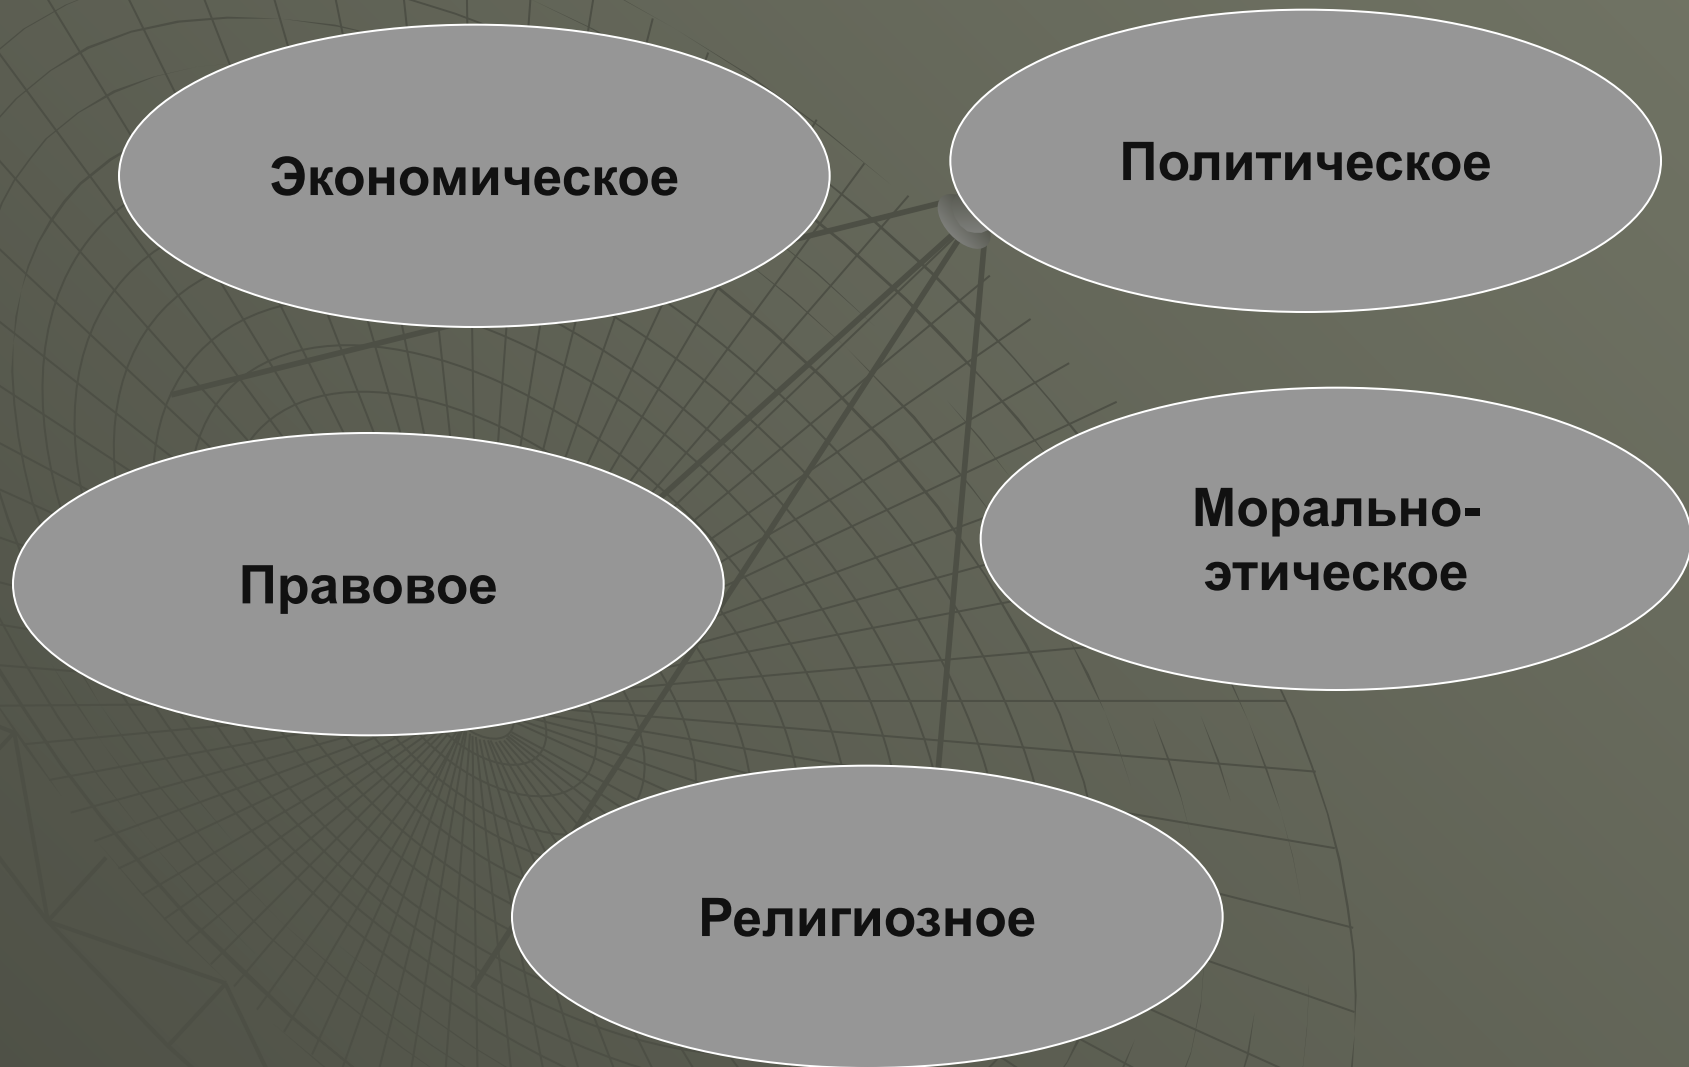 Экономическое
Политическое
Правовое
Морально-
этическое
Религиозное